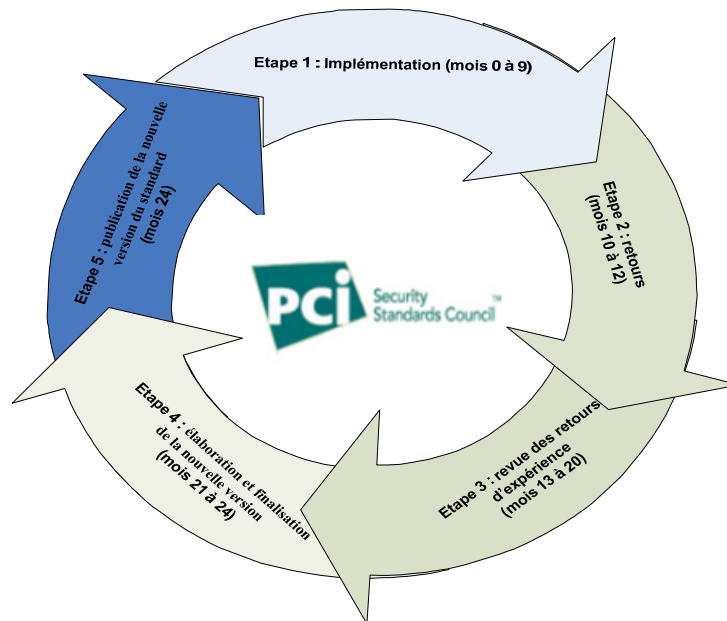 Etape 1 : Implémentation (mois 0 à 9)
Etape 2 : retours
(mois 10 à 12)
Etape 3 : revue des retours
d'expérience
(mois 13 à 20)
Etape 4 : élaboration et finalisation
de la nouvelle version
(mois 21 à 24)
Etape 5 : publication de la nouvelle
version du standard
(mois 24)
PCi Security
Standards Council™